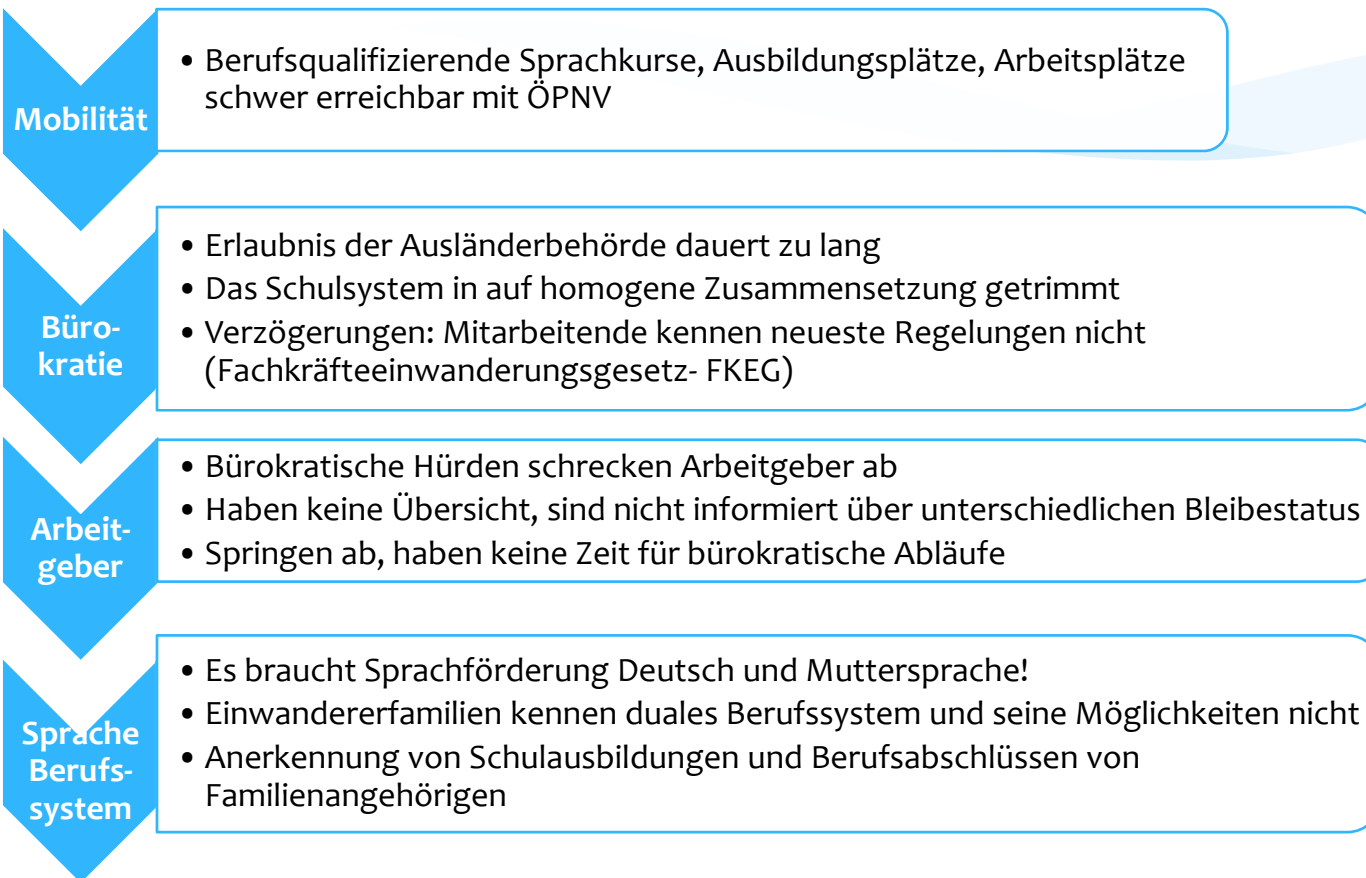 Mobilität
• Berufsqualifizierende Sprachkurse, Ausbildungsplätze, Arbeitsplätze
schwer erreichbar mit ÖPNV
Büro-
kratie
• Erlaubnis der Ausländerbehörde dauert zu lang
• Das Schulsystem in auf homogene Zusammensetzung getrimmt
• Verzögerungen: Mitarbeitende kennen neueste Regelungen nicht
(Fachkräfteeinwanderungsgesetz- FKEG)
Arbeit-
geber
• Bürokratische Hürden schrecken Arbeitgeber ab
• Haben keine Übersicht, sind nicht informiert über unterschiedlichen Bleibestatus
• Springen ab, haben keine Zeit für bürokratische Abläufe
Sprache
Berufs-
system
• Es braucht Sprachförderung Deutsch und Muttersprache!
• Einwandererfamilien kennen duales Berufssystem und seine Möglichkeiten nicht
• Anerkennung von Schulausbildungen und Berufsabschlüssen von
Familienangehörigen